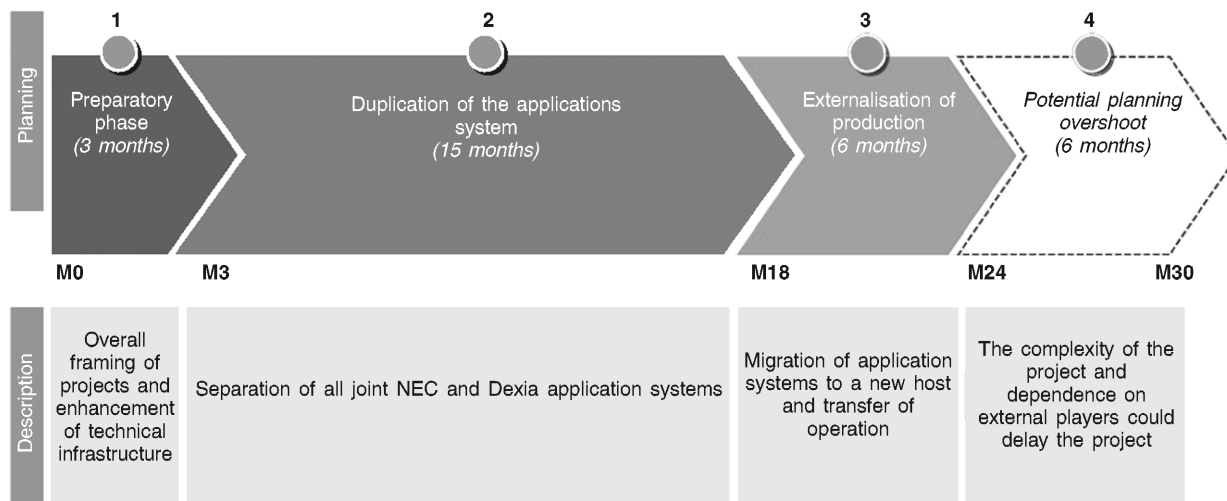 Planning
1
Preparatory
phase
(3 months)
2
Duplication of the applications
system
(15 months)
3
Externalisation of
production
(6 months)
4
Potential planning
overshoot
(6 months)
M0
M3
M18
M24
M30
Description
Overall
framing of
projects and
enhancement
of technical
infrastructure
Separation of all joint NEC and Dexia application systems
Migration of application
systems to a new host
and transfer of
operation
The complexity of the
project and
dependence on
external players could
delay the project